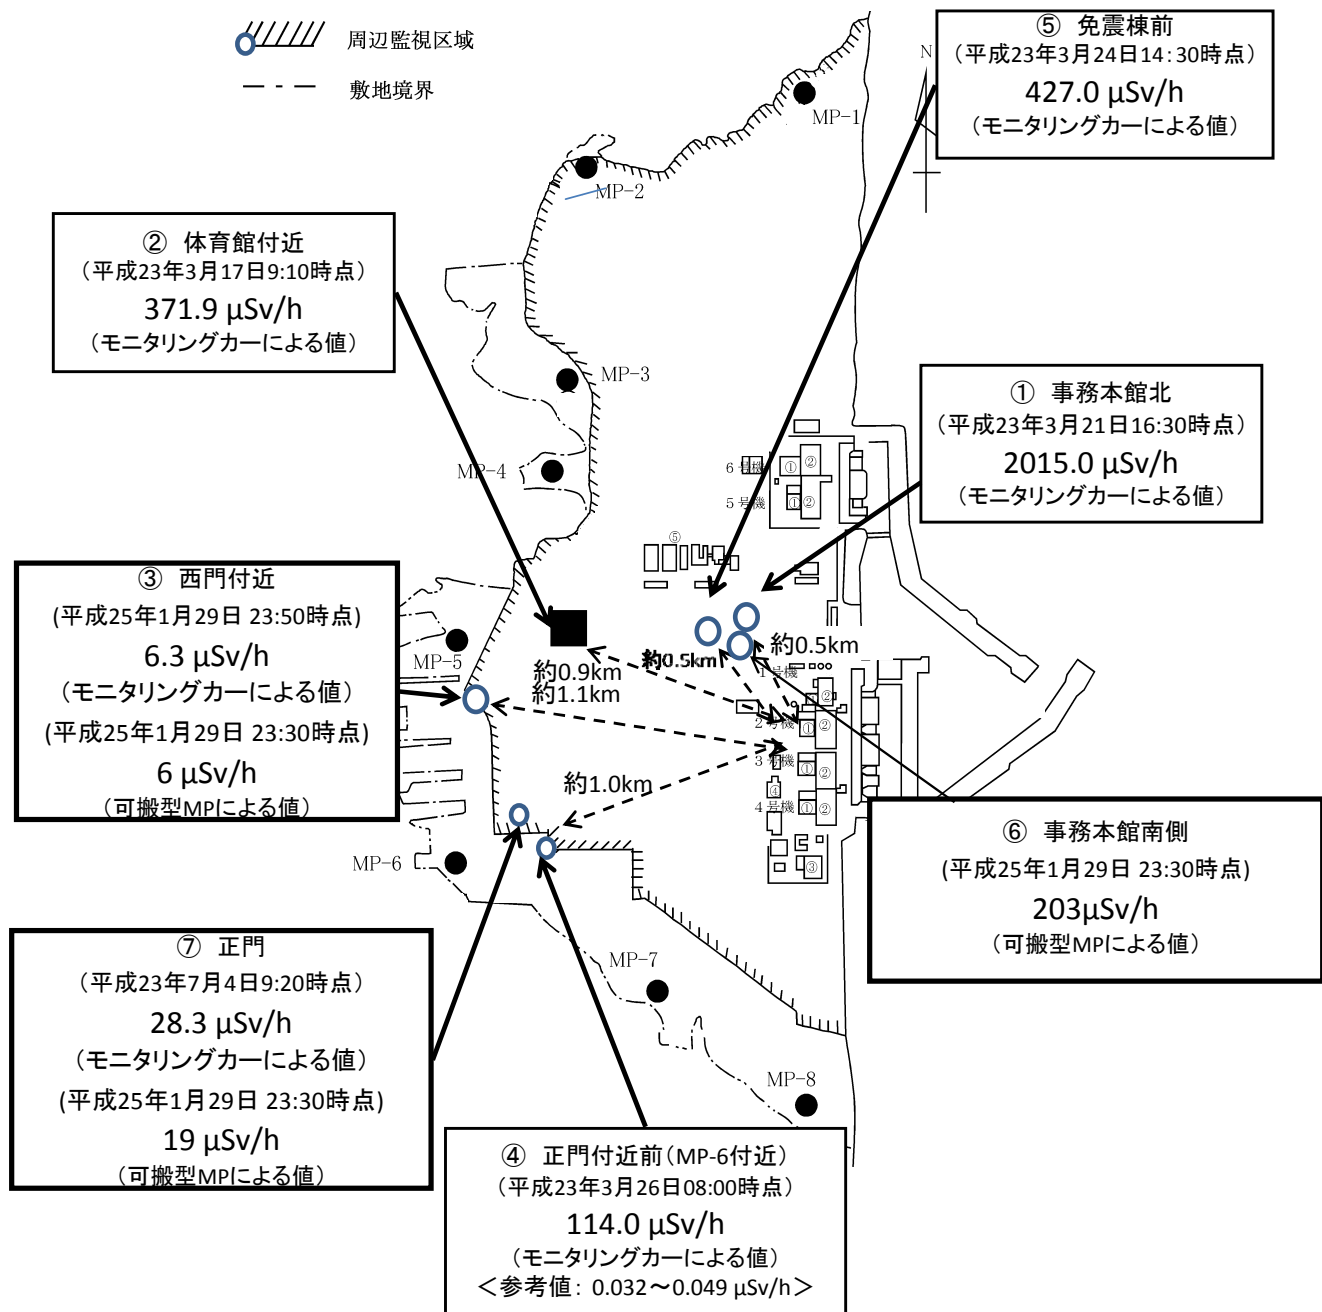 周辺監視区域
敷地境界
⑤ 免震棟前
（平成23年3月24日14：30時点）
427.0 μSv/h
（モニタリングカーによる値）
N
MP-1
MP-2
② 体育館付近
（平成23年3月17日9:10時点）
371.9 μSv/h
（モニタリングカーによる値）
MP-3
① 事務本館北
（平成23年3月21日16:30時点）
2015.0 μSv/h
（モニタリングカーによる値）
MP-4
6号機
①
②
5号機
①
②
⑤
③ 西門付近
(平成25年1月29日 23:50時点)
6.3 μSv/h
（モニタリングカーによる値）
(平成25年1月29日 23:30時点)
6 μSv/h
（可搬型MPによる値）
MP-5
約0.9km
約1.1km
約0.5km
約0.5km
1号機
②
2号機
①
②
3号機
①
②
④
4号機
①
②
③
約1.0km
MP-6
⑥ 事務本館南側
(平成25年1月29日 23:30時点)
203μSv/h
（可搬型MPによる値）
⑦ 正門
（平成23年7月4日9:20時点）
28.3 μSv/h
（モニタリングカーによる値）
(平成25年1月29日 23:30時点)
19 μSv/h
（可搬型MPによる値）
MP-7
MP-8
④ 正門付近前（MP-6付近）
（平成23年3月26日08:00時点）
114.0 μSv/h
（モニタリングカーによる値）
＜参考値： 0.032～0.049 μSv/h＞